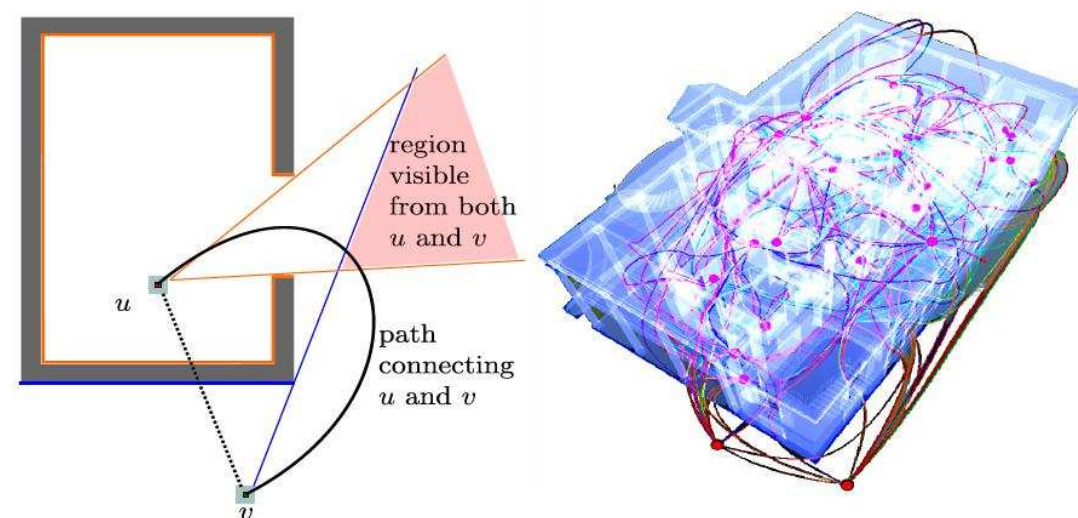 region
visible
from both
u and v
u
path
connecting
u and v
v